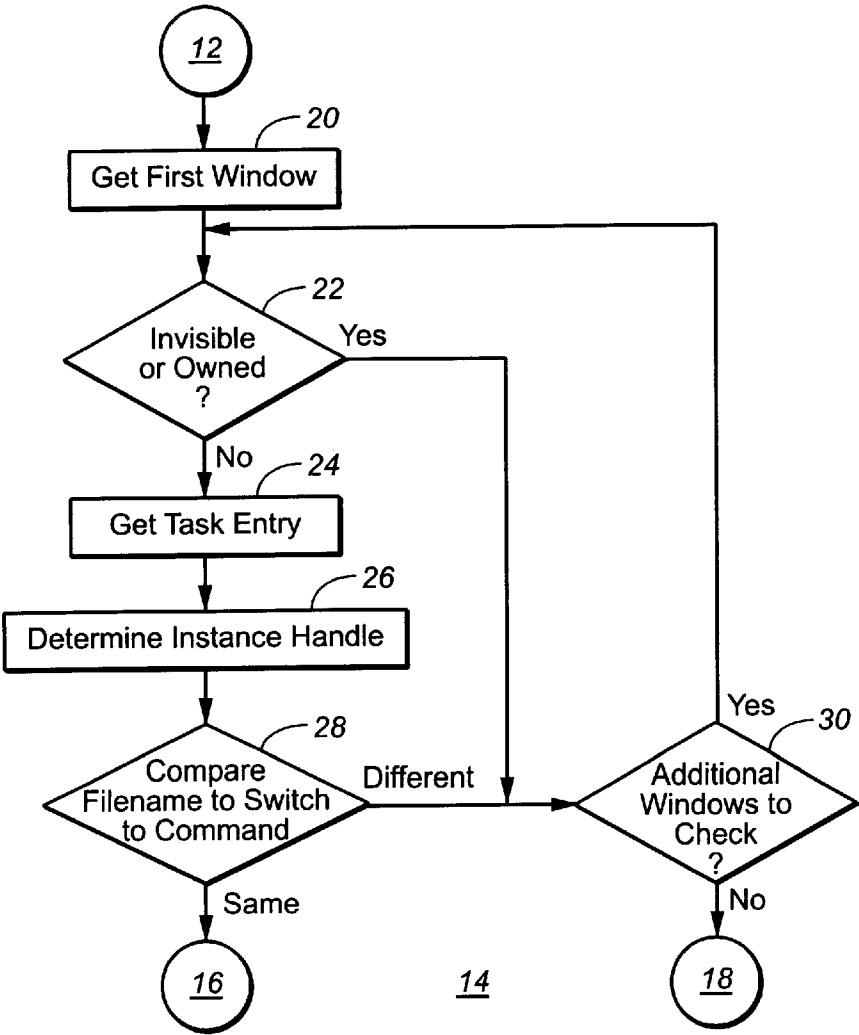 12
20
Get First Window
22
Invisible
or Owned
?
Yes
No
24
Get Task Entry
26
Determine Instance Handle
28
Compare
Filename to Switch
to Command
Different
Same
Yes
30
Additional
Windows to
Check
?
No
16
14
18